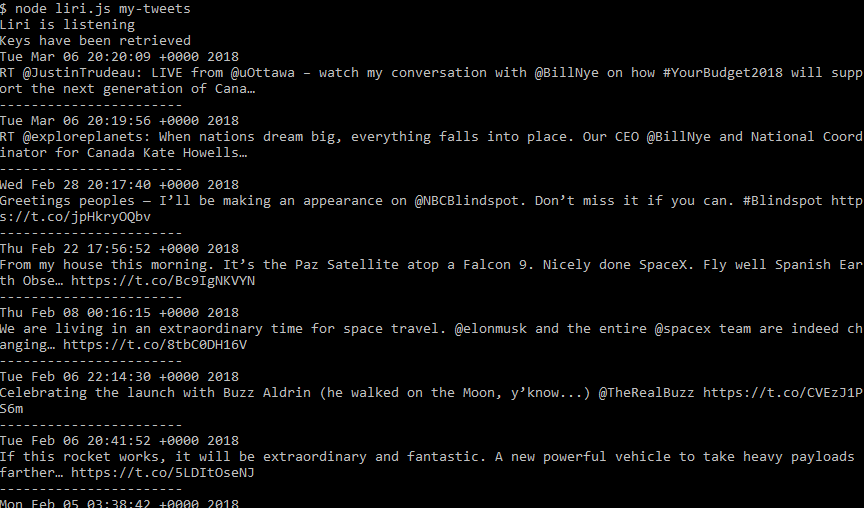 $ node liri.js my-tweets
Liri is listening
Keys have been retrieved
Tue Mar 06 20:20:09 +0000 2018
RT @JustinTrudeau: LIVE from @uOttawa – watch my conversation with @BillNye on how #YourBudget2018 will supp
ort the next generation of Cana…
-----------------------
Tue Mar 06 20:19:56 +0000 2018
RT @exploreplanets: When nations dream big, everything falls into place. Our CEO @BillNye and National Coord
inator for Canada Kate Howells…
-----------------------
Wed Feb 28 20:17:40 +0000 2018
Greetings peoples – I’ll be making an appearance on @NBCBlindspot. Don’t miss it if you can. #Blindspot http
s://t.co/jpHkryOQbv
-----------------------
Thu Feb 22 17:56:52 +0000 2018
From my house this morning. It’s the Paz Satellite atop a Falcon 9. Nicely done SpaceX. Fly well Spanish Ear
th Obse… https://t.co/Bc9IgNKVYN
-----------------------
Thu Feb 08 00:16:15 +0000 2018
We are living in an extraordinary time for space travel. @elonmusk and the entire @spacex team are indeed ch
anging… https://t.co/8tbC0DH16V
-----------------------
Tue Feb 06 22:14:30 +0000 2018
Celebrating the launch with Buzz Aldrin (he walked on the Moon, y’know...) @TheRealBuzz https://t.co/CVEzJ1P
S6m
-----------------------
Tue Feb 06 20:41:52 +0000 2018
If this rocket works, it will be extraordinary and fantastic. A new powerful vehicle to take heavy payloads
farther… https://t.co/5LDItOseNJ
-----------------------
Mon Feb 05 03:38:42 +0000 2018